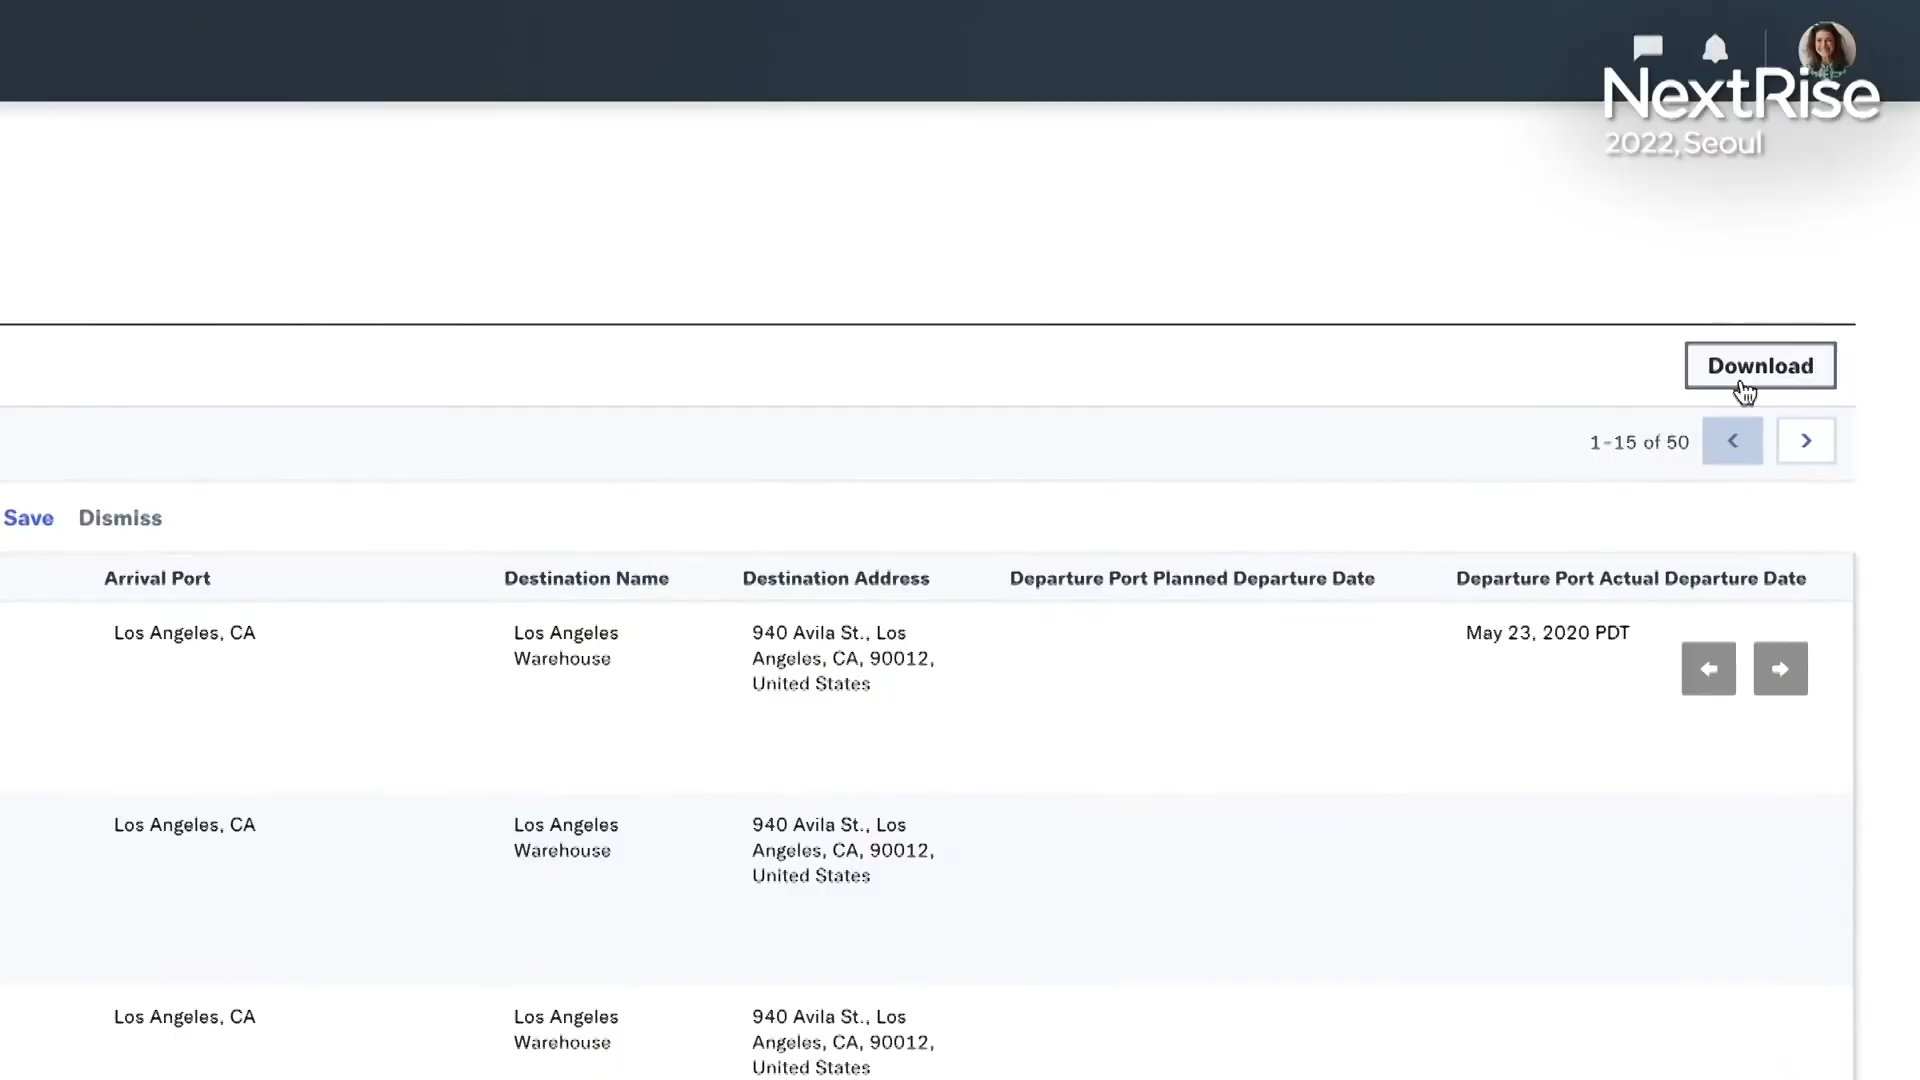 NextRise
2022, Seoul
Download
1-15 of 50
Save Dismiss
Arrival Port Destination Name Destination Address Departure Port Planned Departure Date Departure Port Actual Departure Date
Los Angeles, CA Los Angeles 940 Avila St., Los May 23, 2020 PDT
Warehouse Angeles, CA, 90012,
United States
Los Angeles, CA Los Angeles 940 Avila St., Los
Warehouse Angeles, CA, 90012,
United States
Los Angeles, CA Los Angeles 940 Avila St., Los
Warehouse Angeles, CA, 90012,
United States